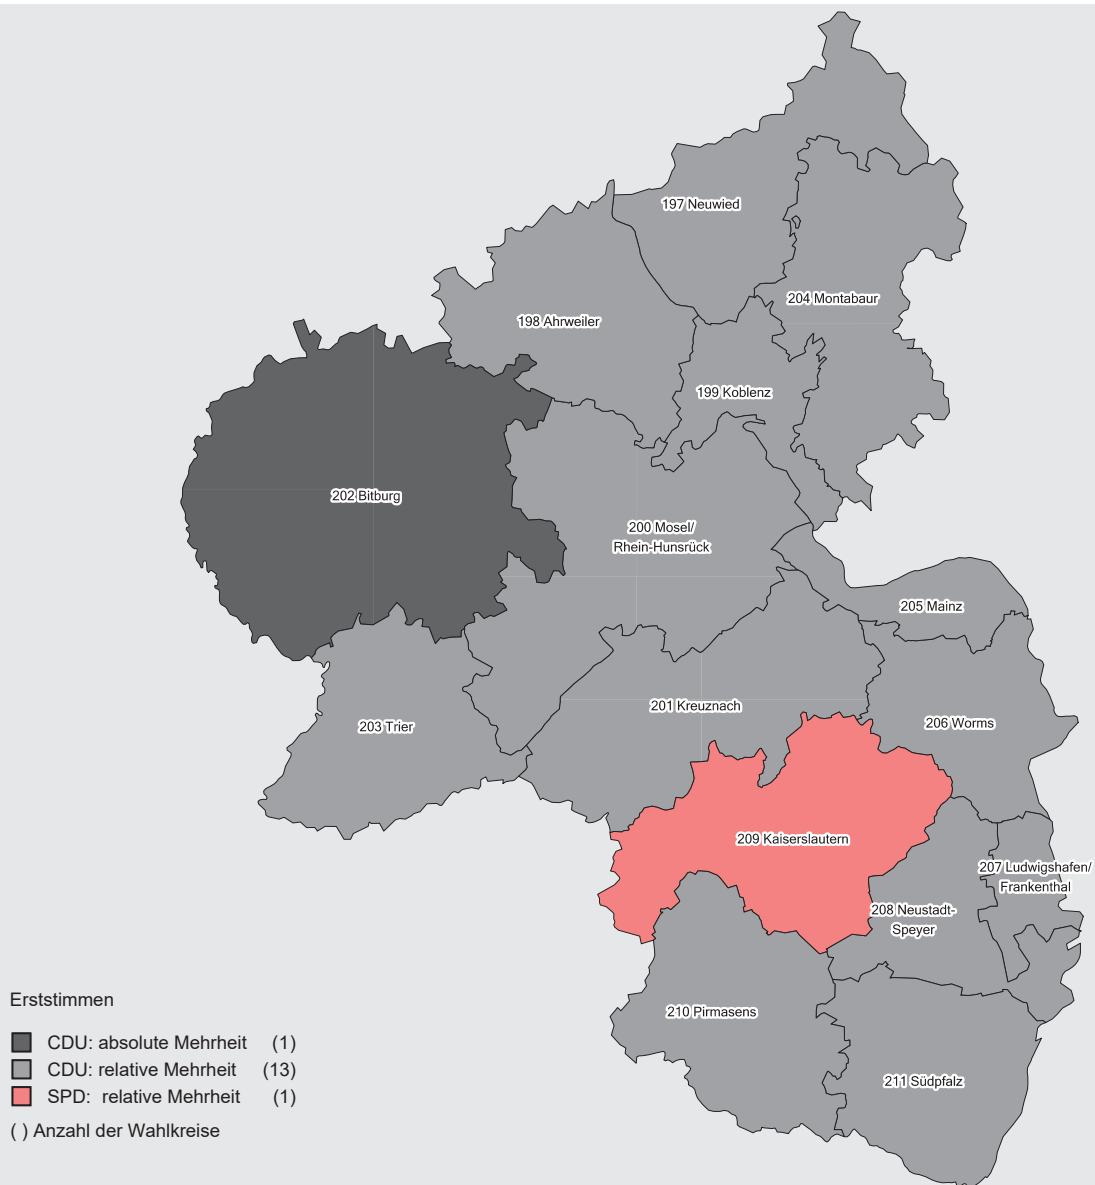 197 Neuwied
204 Montabaur
198 Ahrweiler
199 Koblenz
202 Bitburg
200 Mosel/
Rhein-Hunsrück
205 Mainz
201 Kreuznach
206 Worms
203 Trier
209 Kaiserslautern
207 Ludwigshafen/
Frankenthal
208 Neustadt-
Speyer
210 Pirmasens
211 Südpfalz
Erststimmen
CDU: absolute Mehrheit (1)
CDU: relative Mehrheit (13)
SPD: relative Mehrheit (1)
( ) Anzahl der Wahlkreise